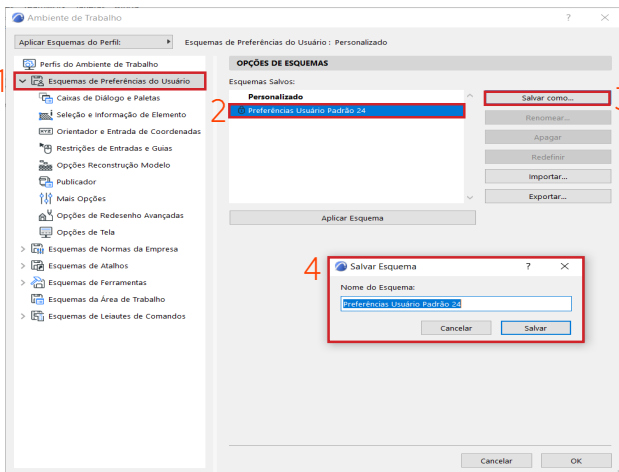 Ambiente de Trabalho
? ×
Aplicar Esquemas do Perfil:
Esquemas de Preferências do Usuário : Personalizado
Perfis do Ambiente de Trabalho
1
Esquemas de Preferências do Usuário
Caixas de Diálogo e Paletas
Seleção e Informação de Elemento
Orientador e Entrada de Coordenadas
Restrições de Entradas e Guias
Opções Reconstrução Modelo
Publicador
Mais Opções
Opções de Redesenho Avançadas
Opções de Tela
Esquemas de Normas da Empresa
Esquemas de Atalhos
Esquemas de Ferramentas
Esquemas da Área de Trabalho
Esquemas de Leiautes de Comandos
OPÇÕES DE ESQUEMAS
Esquemas Salvos:
Personalizado
2
Preferências Usuário Padrão 24
Salvar como...
3
Renomear...
Apagar
Redefinir
Importar...
Exportar...
Aplicar Esquema
4
Salvar Esquema
? ×
Nome do Esquema:
Preferências Usuário Padrão 24
Cancelar
Salvar
Cancelar
OK